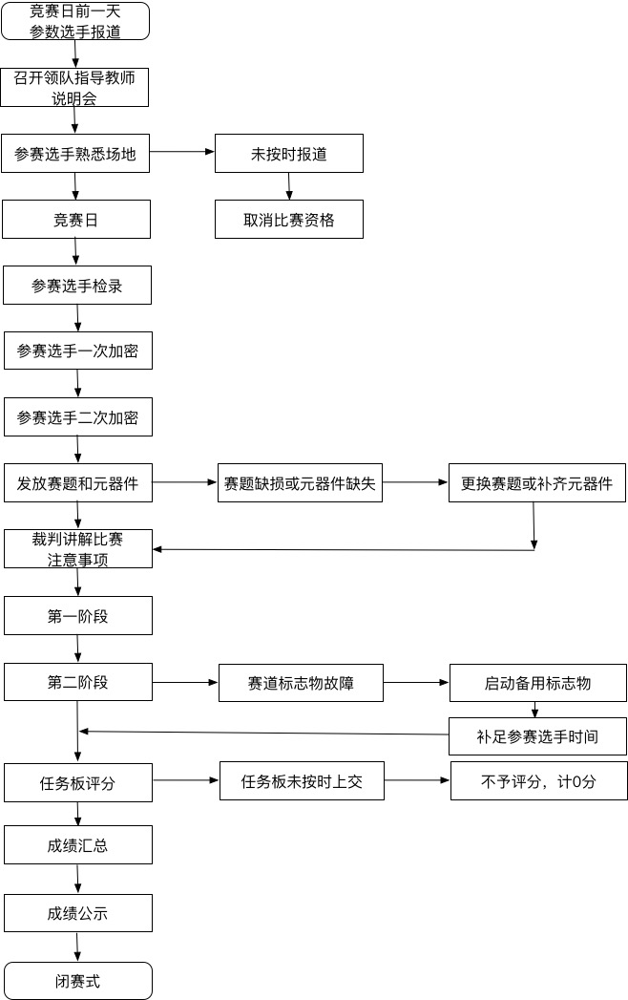 竞赛日前一天
参数选手报道
召开领队指导教师
说明会
参赛选手熟悉场地
未按时报道
竞赛日
取消比赛资格
参赛选手检录
参赛选手一次加密
参赛选手二次加密
发放赛题和元器件
赛题缺损或元器件缺失
更换赛题或补齐元器件
裁判讲解比赛
注意事项
第一阶段
第二阶段
赛道标志物故障
启动备用标志物
补足参赛选手时间
任务板评分
任务板未按时上交
不予评分，计0分
成绩汇总
成绩公示
闭赛式